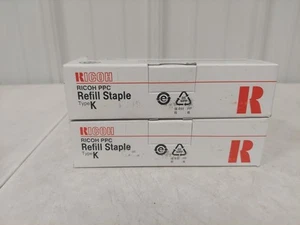 RICOH
RICOH PPC
Refill Staple
Type K
R
RICOH
RICOH PPC
Refill Staple
Type K
R